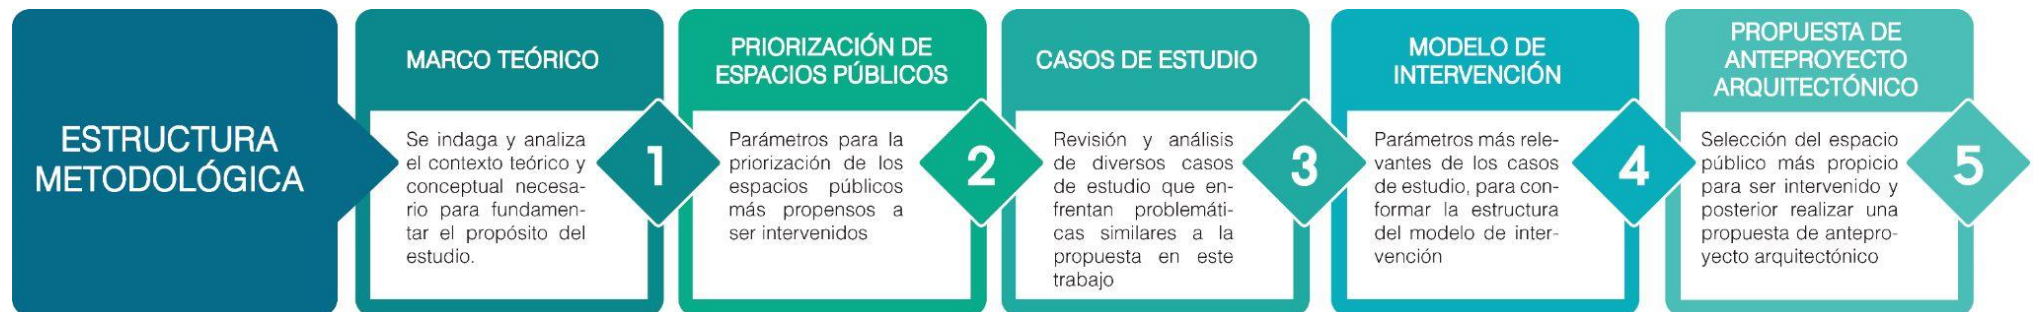 ESTRUCTURA
METODOLÓGICA
MARCO TEÓRICO
Se indaga y analiza
el contexto teórico y
conceptual necesa-
rio para fundamen-
tar el propósito del
estudio.
1
PRIORIZACIÓN DE
ESPACIOS PÚBLICOS
Parámetros para la
priorización de los
espacios públicos
más propensos a
ser intervenidos
2
CASOS DE ESTUDIO
Revisión y análisis
de diversos casos
de estudio que en-
frentan problemáti-
cas similares a la
propuesta en este
trabajo
3
MODELO DE
INTERVENCIÓN
Parámetros más rele-
vantes de los casos
de estudio, para con-
formar la estructura
del modelo de inter-
vención
4
PROPUESTA DE
ANTEPROYECTO
ARQUITECTÓNICO
Selección del espacio
público más propicio
para ser intervenido y
posterior realizar una
propuesta de antepro-
yecto arquitectónico
5